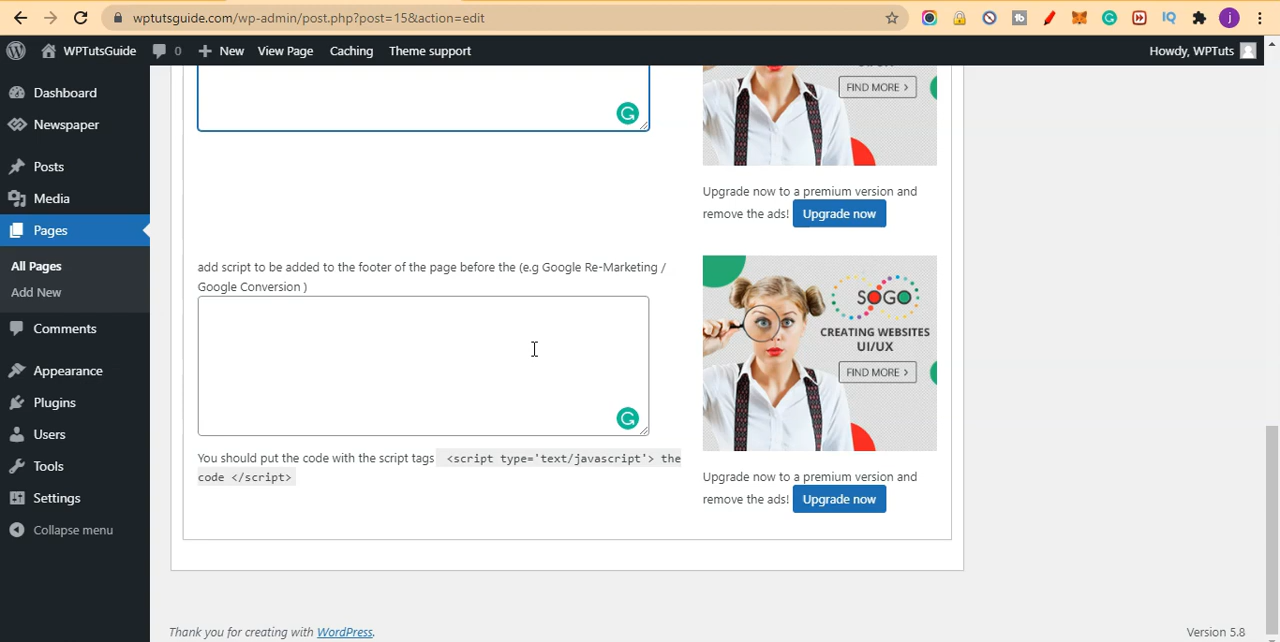 wptutsguide.com/wp-admin/post.php?post=15&action=edit
WPTutsGuide 0 New View Page Caching Theme support Howdy, WPTuts
Dashboard
Newspaper
Posts
Media
Pages
All Pages
Add New
Comments
Appearance
Plugins
Users
Tools
Settings
Collapse menu
FIND MORE >
Upgrade now to a premium version and
remove the ads! Upgrade now
add script to be added to the footer of the page before the (e.g Google Re-Marketing /
Google Conversion )
SOGO
CREATING WEBSITES
UI/UX
FIND MORE >
You should put the code with the script tags <script type='text/javascript'> the
code </script>
Upgrade now to a premium version and
remove the ads! Upgrade now
Thank you for creating with WordPress.
Version 5.8